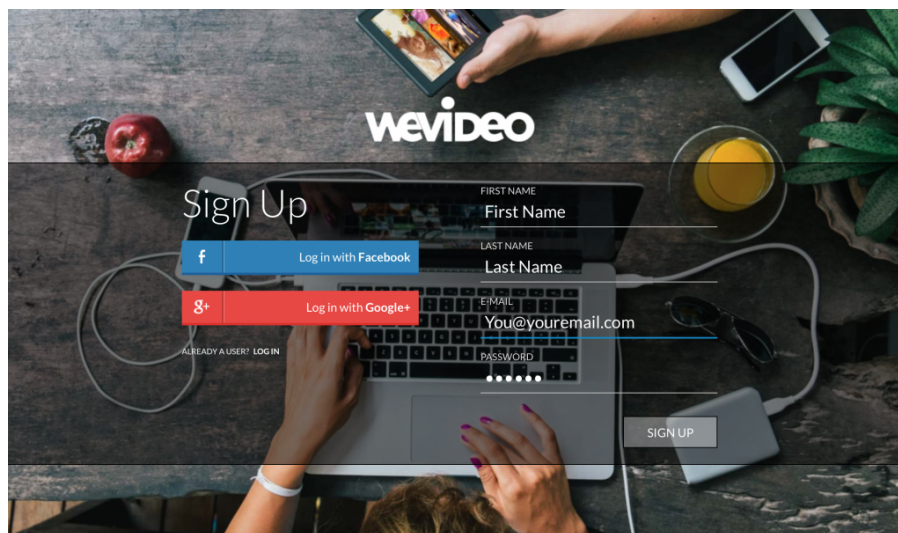 wevideo
Sign Up
f Log in with Facebook
g+ Log in with Google+
ALREADY A USER? LOG IN
FIRST NAME
First Name
LAST NAME
Last Name
E-MAIL
You@youremail.com
PASSWORD
••••••
SIGN UP